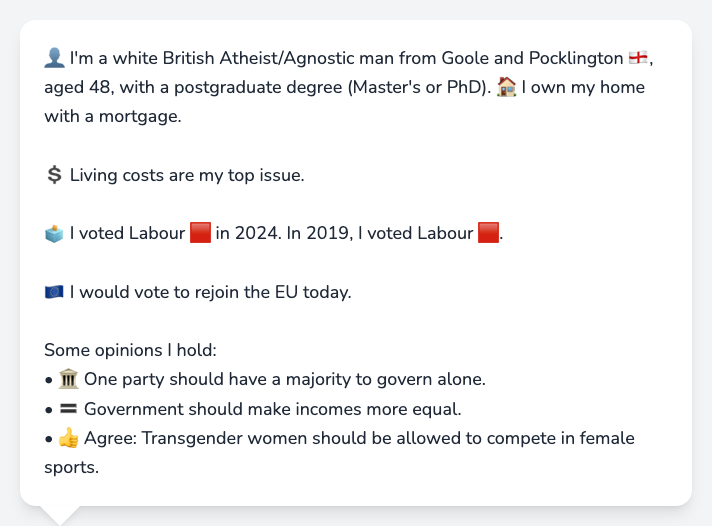 👤 I'm a white British Atheist/Agnostic man from Goole and Pocklington 🏴󠁧󠁢󠁥󠁮󠁧󠁿,
aged 48, with a postgraduate degree (Master's or PhD). 🏠 I own my home
with a mortgage.
💲 Living costs are my top issue.
🗳️ I voted Labour 🟥 in 2024. In 2019, I voted Labour 🟥.
🇪🇺 I would vote to rejoin the EU today.
Some opinions I hold:
• 🏛️ One party should have a majority to govern alone.
• 🟰 Government should make incomes more equal.
• 👍 Agree: Transgender women should be allowed to compete in female
sports.